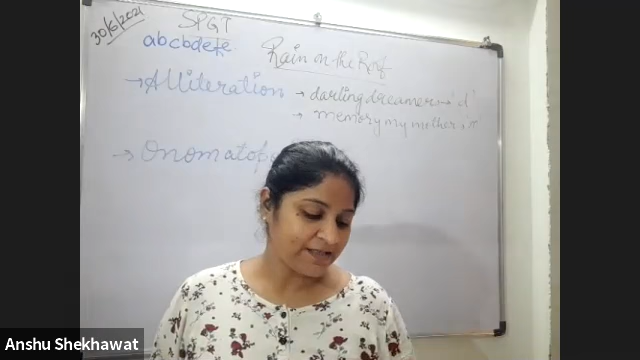 30/6/2021
SPGT
abcbdefe
Rain on the Roof
→ Alliteration → darling dreamers → 'd'
→ memory my mother 'm'
→ Onomatop
Anshu Shekhawat